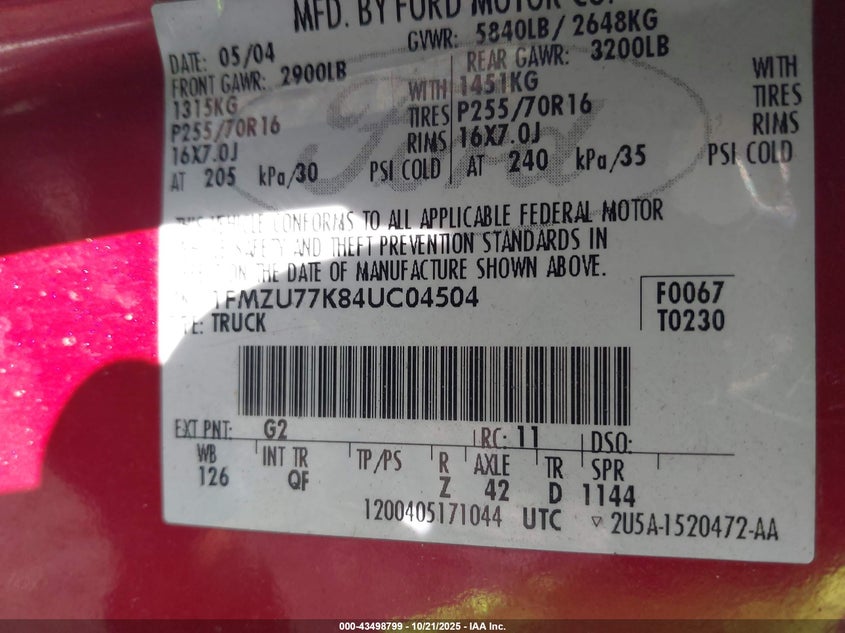 MFD. BY FORD MOTOR CO.
DATE: 05/04 GVWR: 5840LB/ 2648KG
FRONT GAWR: 2900LB REAR GAWR: 3200LB
1315KG WITH 1451KG WITH
P255/70R16 TIRES P255/70R16 TIRES
16X7.0J RIMS 16X7.0J RIMS
AT 205 kPa/30 PSI COLD AT 240 kPa/35 PSI COLD
Ford
THIS VEHICLE CONFORMS TO ALL APPLICABLE FEDERAL MOTOR
SAFETY AND THEFT PREVENTION STANDARDS IN
ON THE DATE OF MANUFACTURE SHOWN ABOVE.
1FMZU77K84UC04504 F0067
TRUCK T0230
EXT PNT: G2 RC: 11 DSO:
WB INT TR TP/PS R AXLE TR SPR
126 QF Z 42 D 1144
1200405171044 UTC ▽ 2U5A-1520472-AA
000-43498799 - 10/21/2025 - IAA Inc.